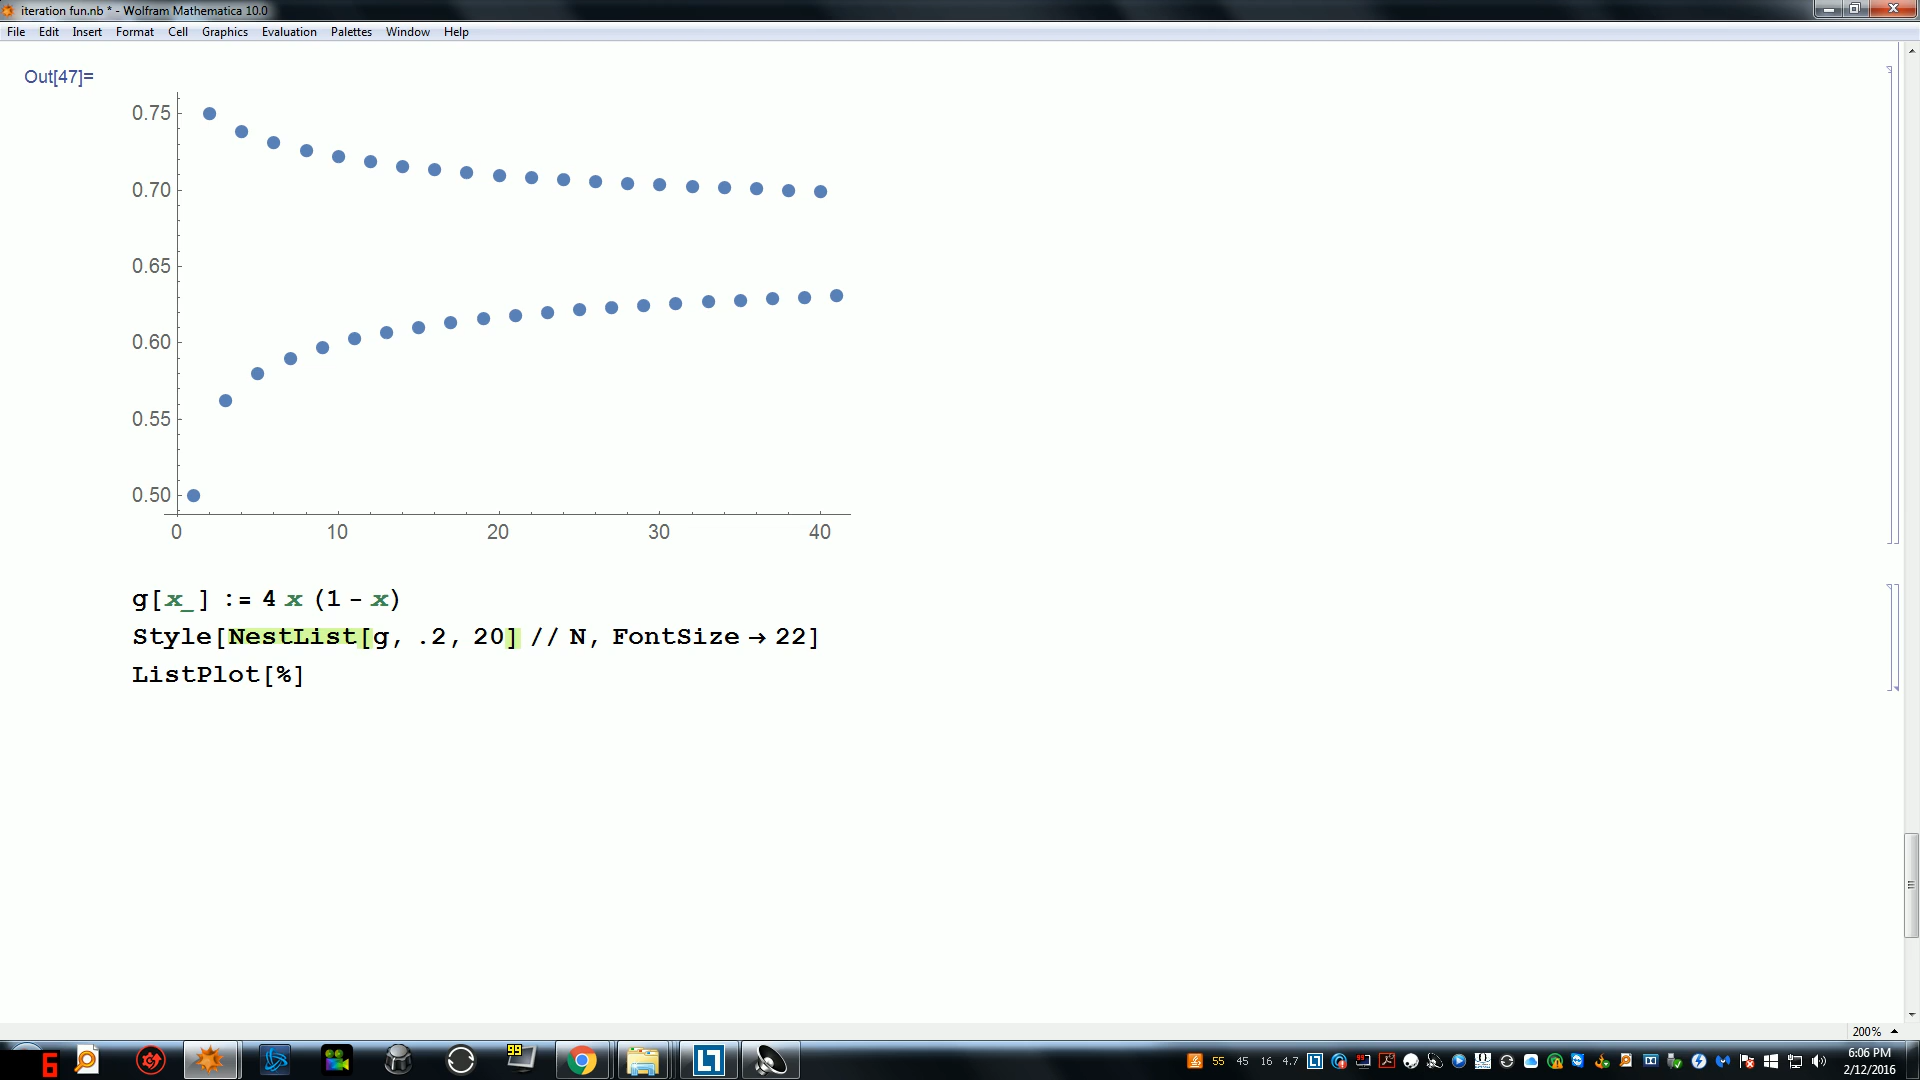 iteration fun.nb * - Wolfram Mathematica 10.0
File Edit Insert Format Cell Graphics Evaluation Palettes Window Help
Out[47]=
0.75
0.70
0.65
0.60
0.55
0.50
0 10 20 30 40
g[x_] := 4 x (1 - x)
Style[NestList[g, .2, 20] // N, FontSize → 22]
ListPlot[%]
200%
6 99 55 45 16 4.7 6:06 PM
2/12/2016